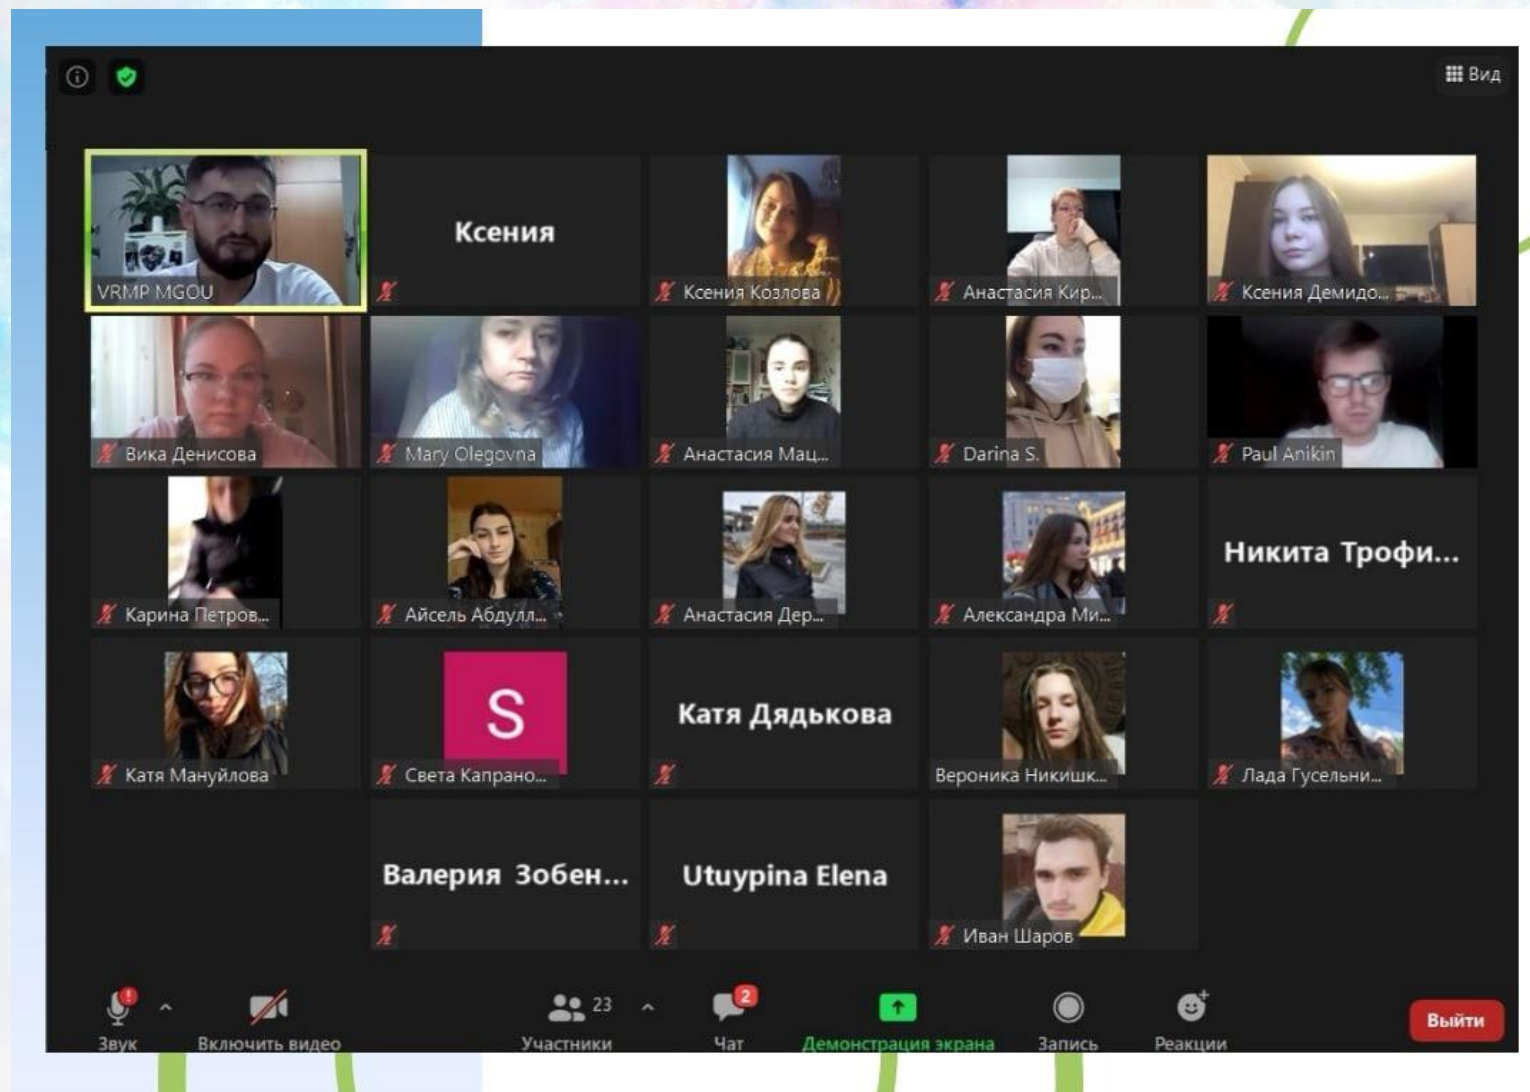 Вид
VRMP MGOU
Ксения
Ксения Козлова
Анастасия Кир...
Ксения Демидо...
Вика Денисова
Mary Olegovna
Анастасия Мац...
Darina S.
Paul Anikin
Карина Петров...
Айсель Абдулл...
Анастасия Дер...
Александра Ми...
Никита Трофи...
Катя Мануйлова
S
Света Капрано...
Катя Дядькова
Вероника Никишк...
Лада Гусельни...
Валерия Зобен...
Utuypina Elena
Иван Шаров
23
2
Звук
Включить видео
Участники
Чат
Демонстрация экрана
Запись
Реакции
Выйти